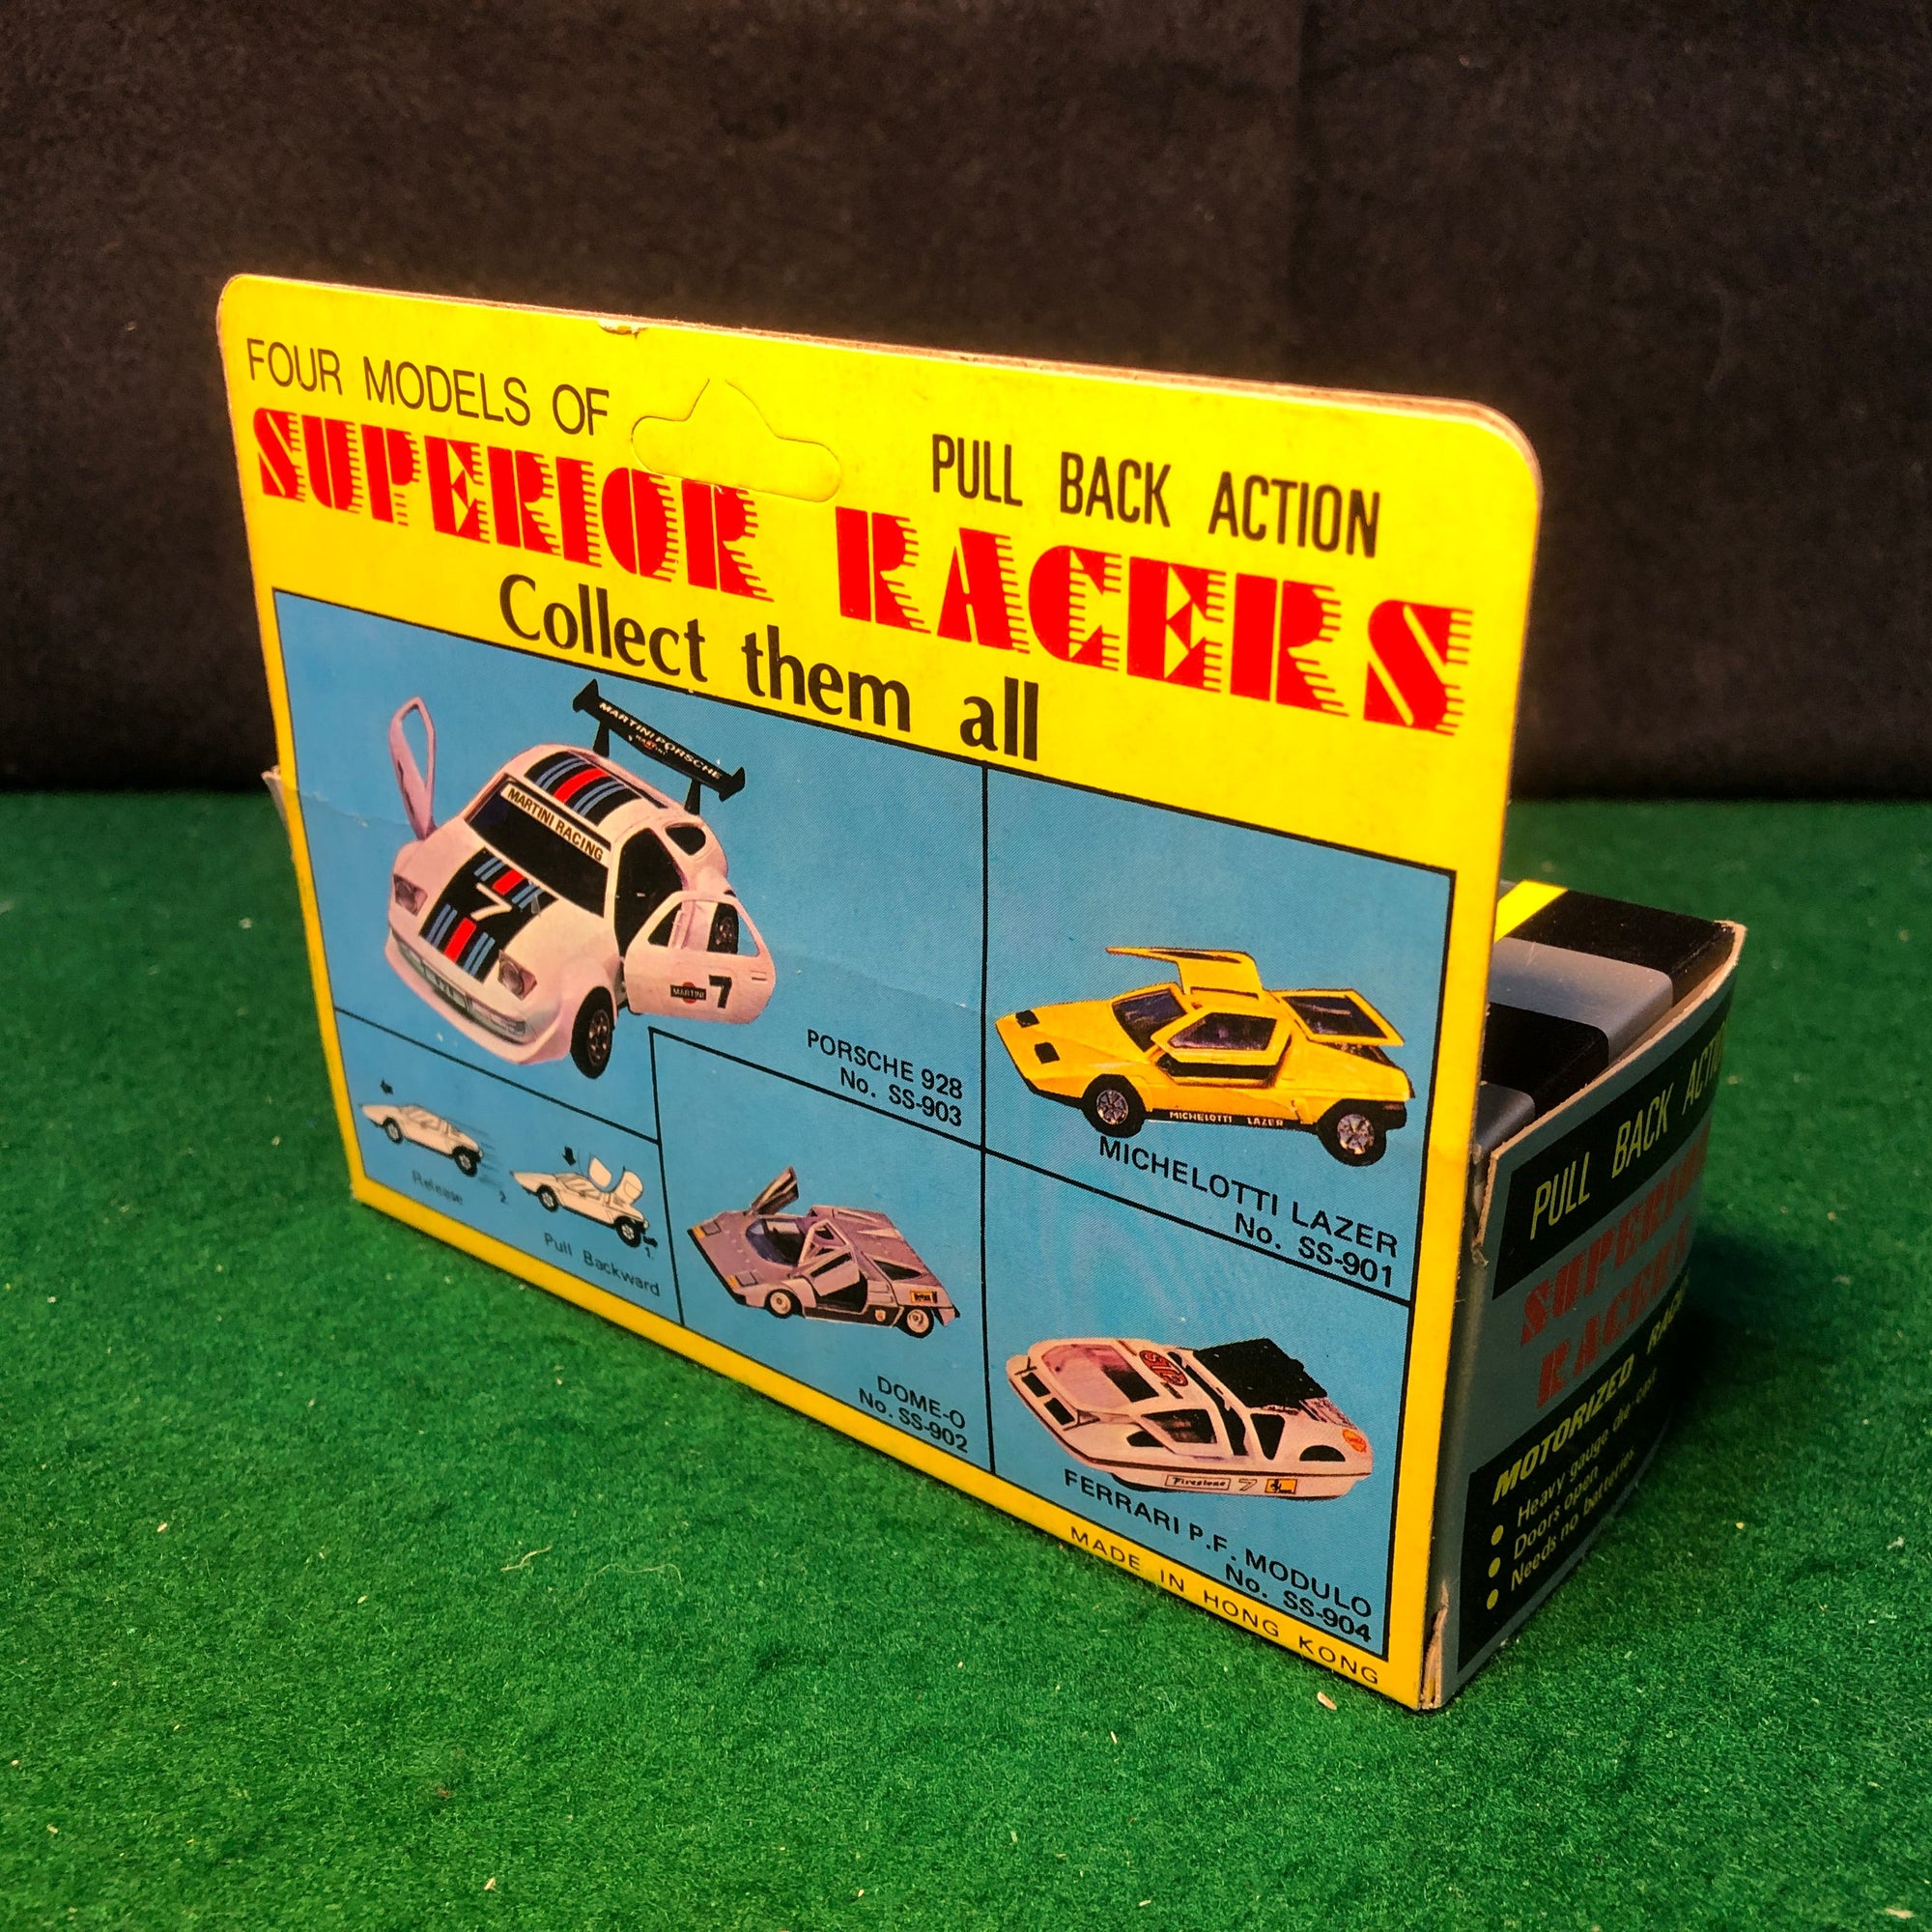 FOUR MODELS OF
PULL BACK ACTION
SUPERIOR RACERS
Collect them all
MARTINI PORSCHE
MARTINI RACING
7
MARTINI 7
PORSCHE 928
No. SS-903
MICHELOTTI LAZER
MICHELOTTI LAZER
No. SS-901
Release
2.
Pull Backward
1.
DOME-O
No. SS-902
STP
Firestone 7
FERRARI P.F. MODULO
No. SS-904
MADE IN HONG KONG
PULL BACK
SUPERIOR
MOTORIZED
Heavy gauge die-cast
Doors open
Needs no batteries